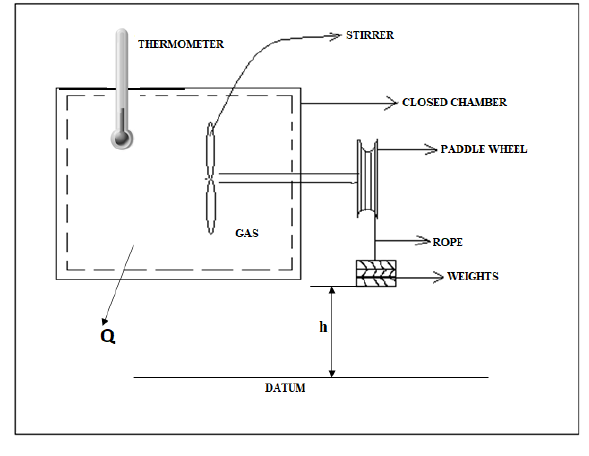 STIRRER
THERMOMETER
CLOSED CHAMBER
PADDLE WHEEL
GAS
ROPE
WEIGHTS
h
Q
DATUM